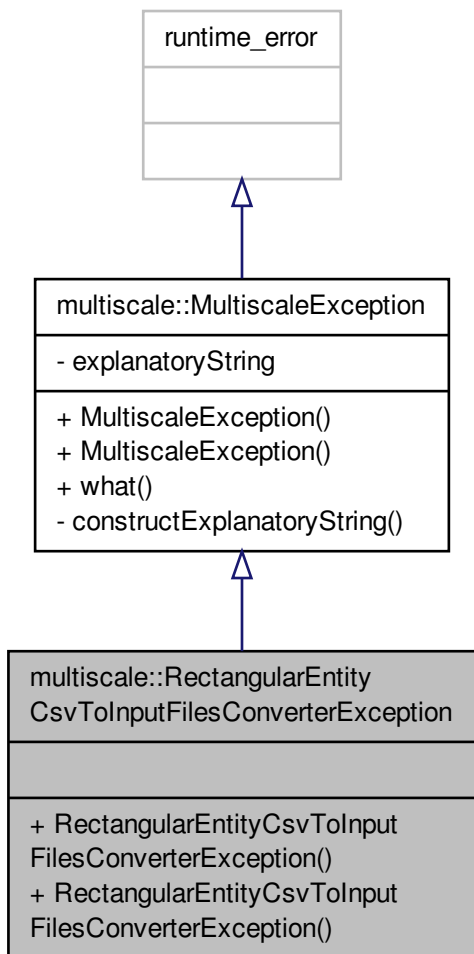 runtime_error
multiscale::MultiscaleException
- explanatoryString
+ MultiscaleException()
+ MultiscaleException()
+ what()
- constructExplanatoryString()
multiscale::RectangularEntity
CsvToInputFilesConverterException
+ RectangularEntityCsvToInput
FilesConverterException()
+ RectangularEntityCsvToInput
FilesConverterException()